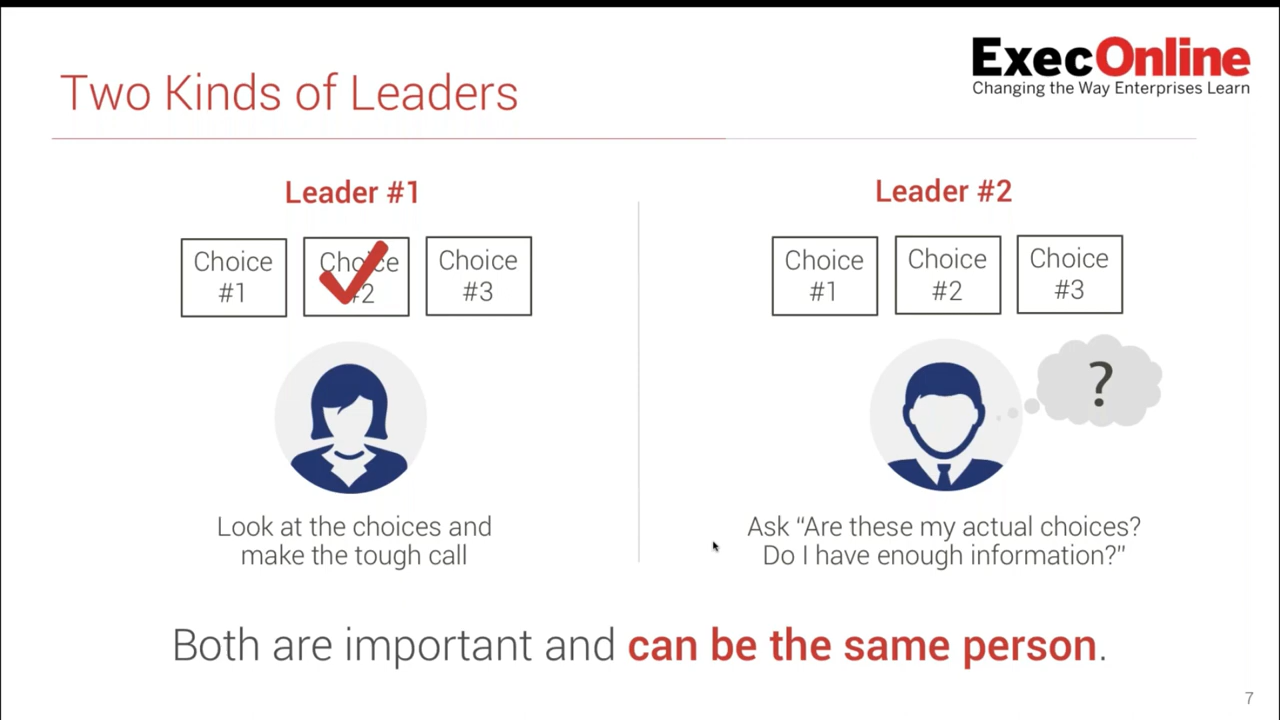 ExecOnline
Changing the Way Enterprises Learn
Two Kinds of Leaders
Leader #1
Choice
#1
Choice
#2
Choice
#3
Look at the choices and
make the tough call
Leader #2
Choice
#1
Choice
#2
Choice
#3
?
Ask “Are these my actual choices?
Do I have enough information?”
Both are important and can be the same person.
7